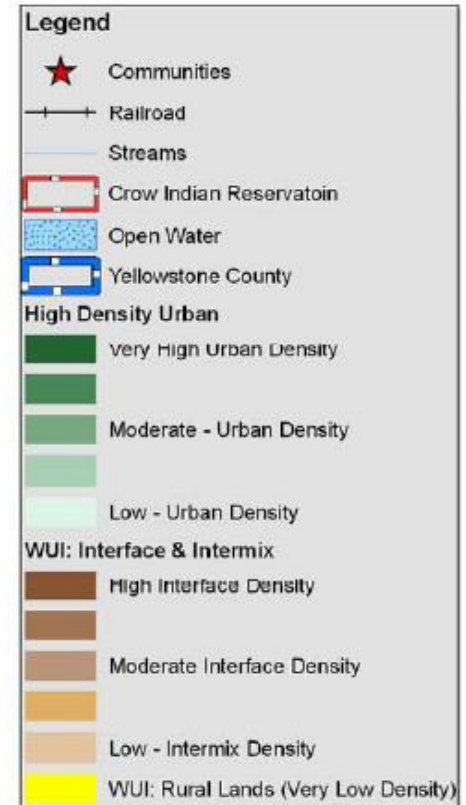 Legend
Communities
Railroad
Streams
Crow Indian Reservatoin
Open Water
Yellowstone County
High Density Urban
Very High Urban Density
Moderate - Urban Density
Low - Urban Density
WUI: Interface & Intermix
High Interface Density
Moderate Interface Density
Low - Intermix Density
WUI: Rural Lands (Very Low Density)